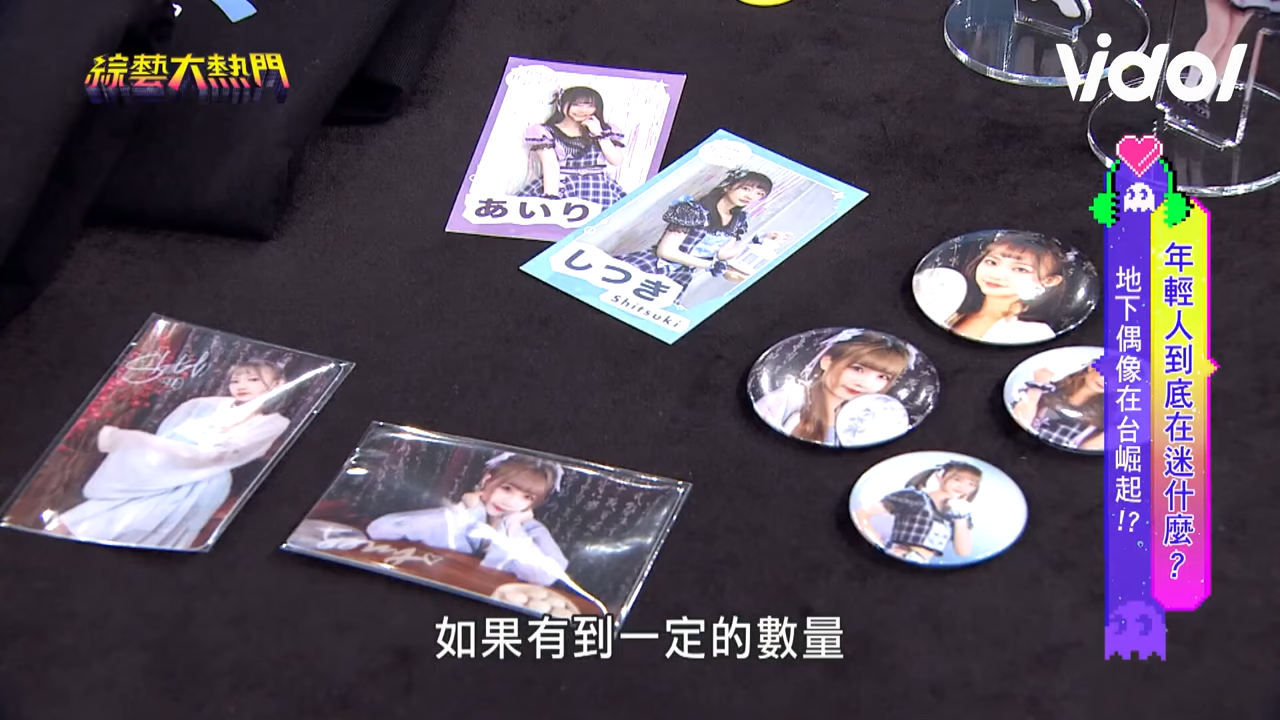 綜藝大熱門
Vidol
あいり
しつき
Shitsuki
年輕人到底在迷什麼？
地下偶像在台崛起!?
如果有到一定的數量